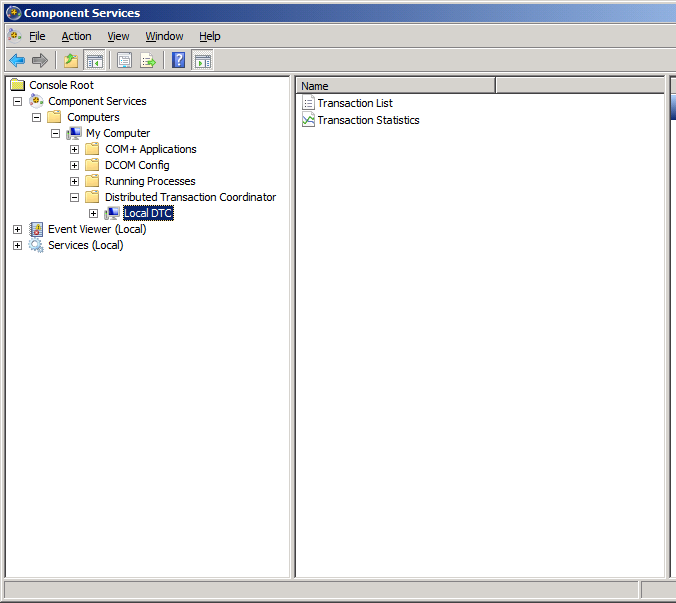 Component Services
File Action View Window Help
Console Root
Component Services
Computers
My Computer
COM+ Applications
DCOM Config
Running Processes
Distributed Transaction Coordinator
Local DTC
Event Viewer (Local)
Services (Local)
Name
Transaction List
Transaction Statistics